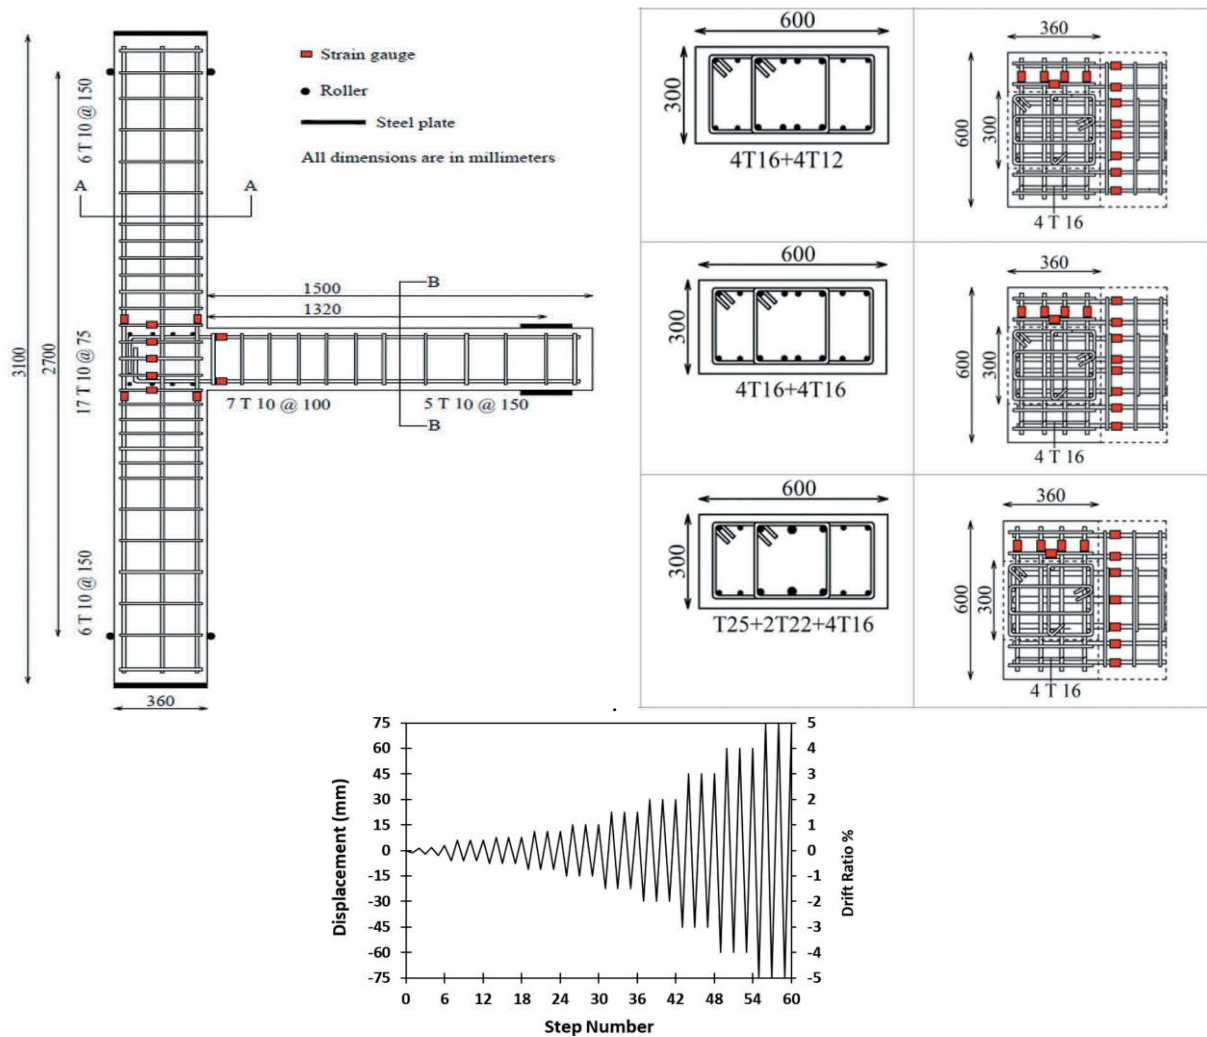 Strain gauge
Roller
Steel plate
All dimensions are in millimeters
6 T 10 @ 150
A
A
3100
2700
17 T 10 @ 75
1500
B
1320
7 T 10 @ 100
5 T 10 @ 150
B
6 T 10 @ 150
360
600
300
4T16+4T12
360
600
300
4 T 16
600
300
4T16+4T16
360
600
300
4 T 16
600
300
T25+2T22+4T16
360
600
300
4 T 16
.
Displacement (mm)
75
60
45
30
15
0
-15
-30
-45
-60
-75
5
4
3
2
1
0
-1
-2
-3
-4
-5
Drift Ratio %
0 6 12 18 24 30 36 42 48 54 60
Step Number